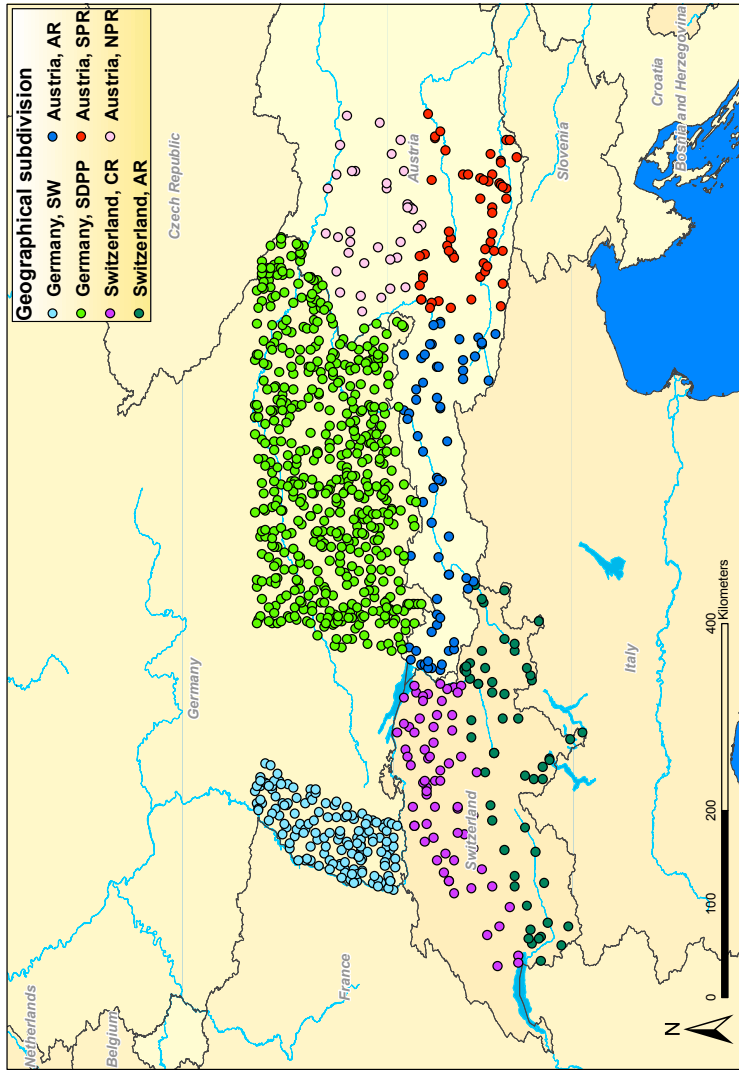 Geographical subdivision
Germany, SW
Germany, SDPP
Switzerland, CR
Switzerland, AR
Austria, AR
Austria, SPR
Austria, NPR
Netherlands
Belgium
Germany
Czech Republic
France
Austria
Switzerland
Slovenia
Croatia
Bosnia and Herzegovina
Italy
N
0 100 200 400
Kilometers